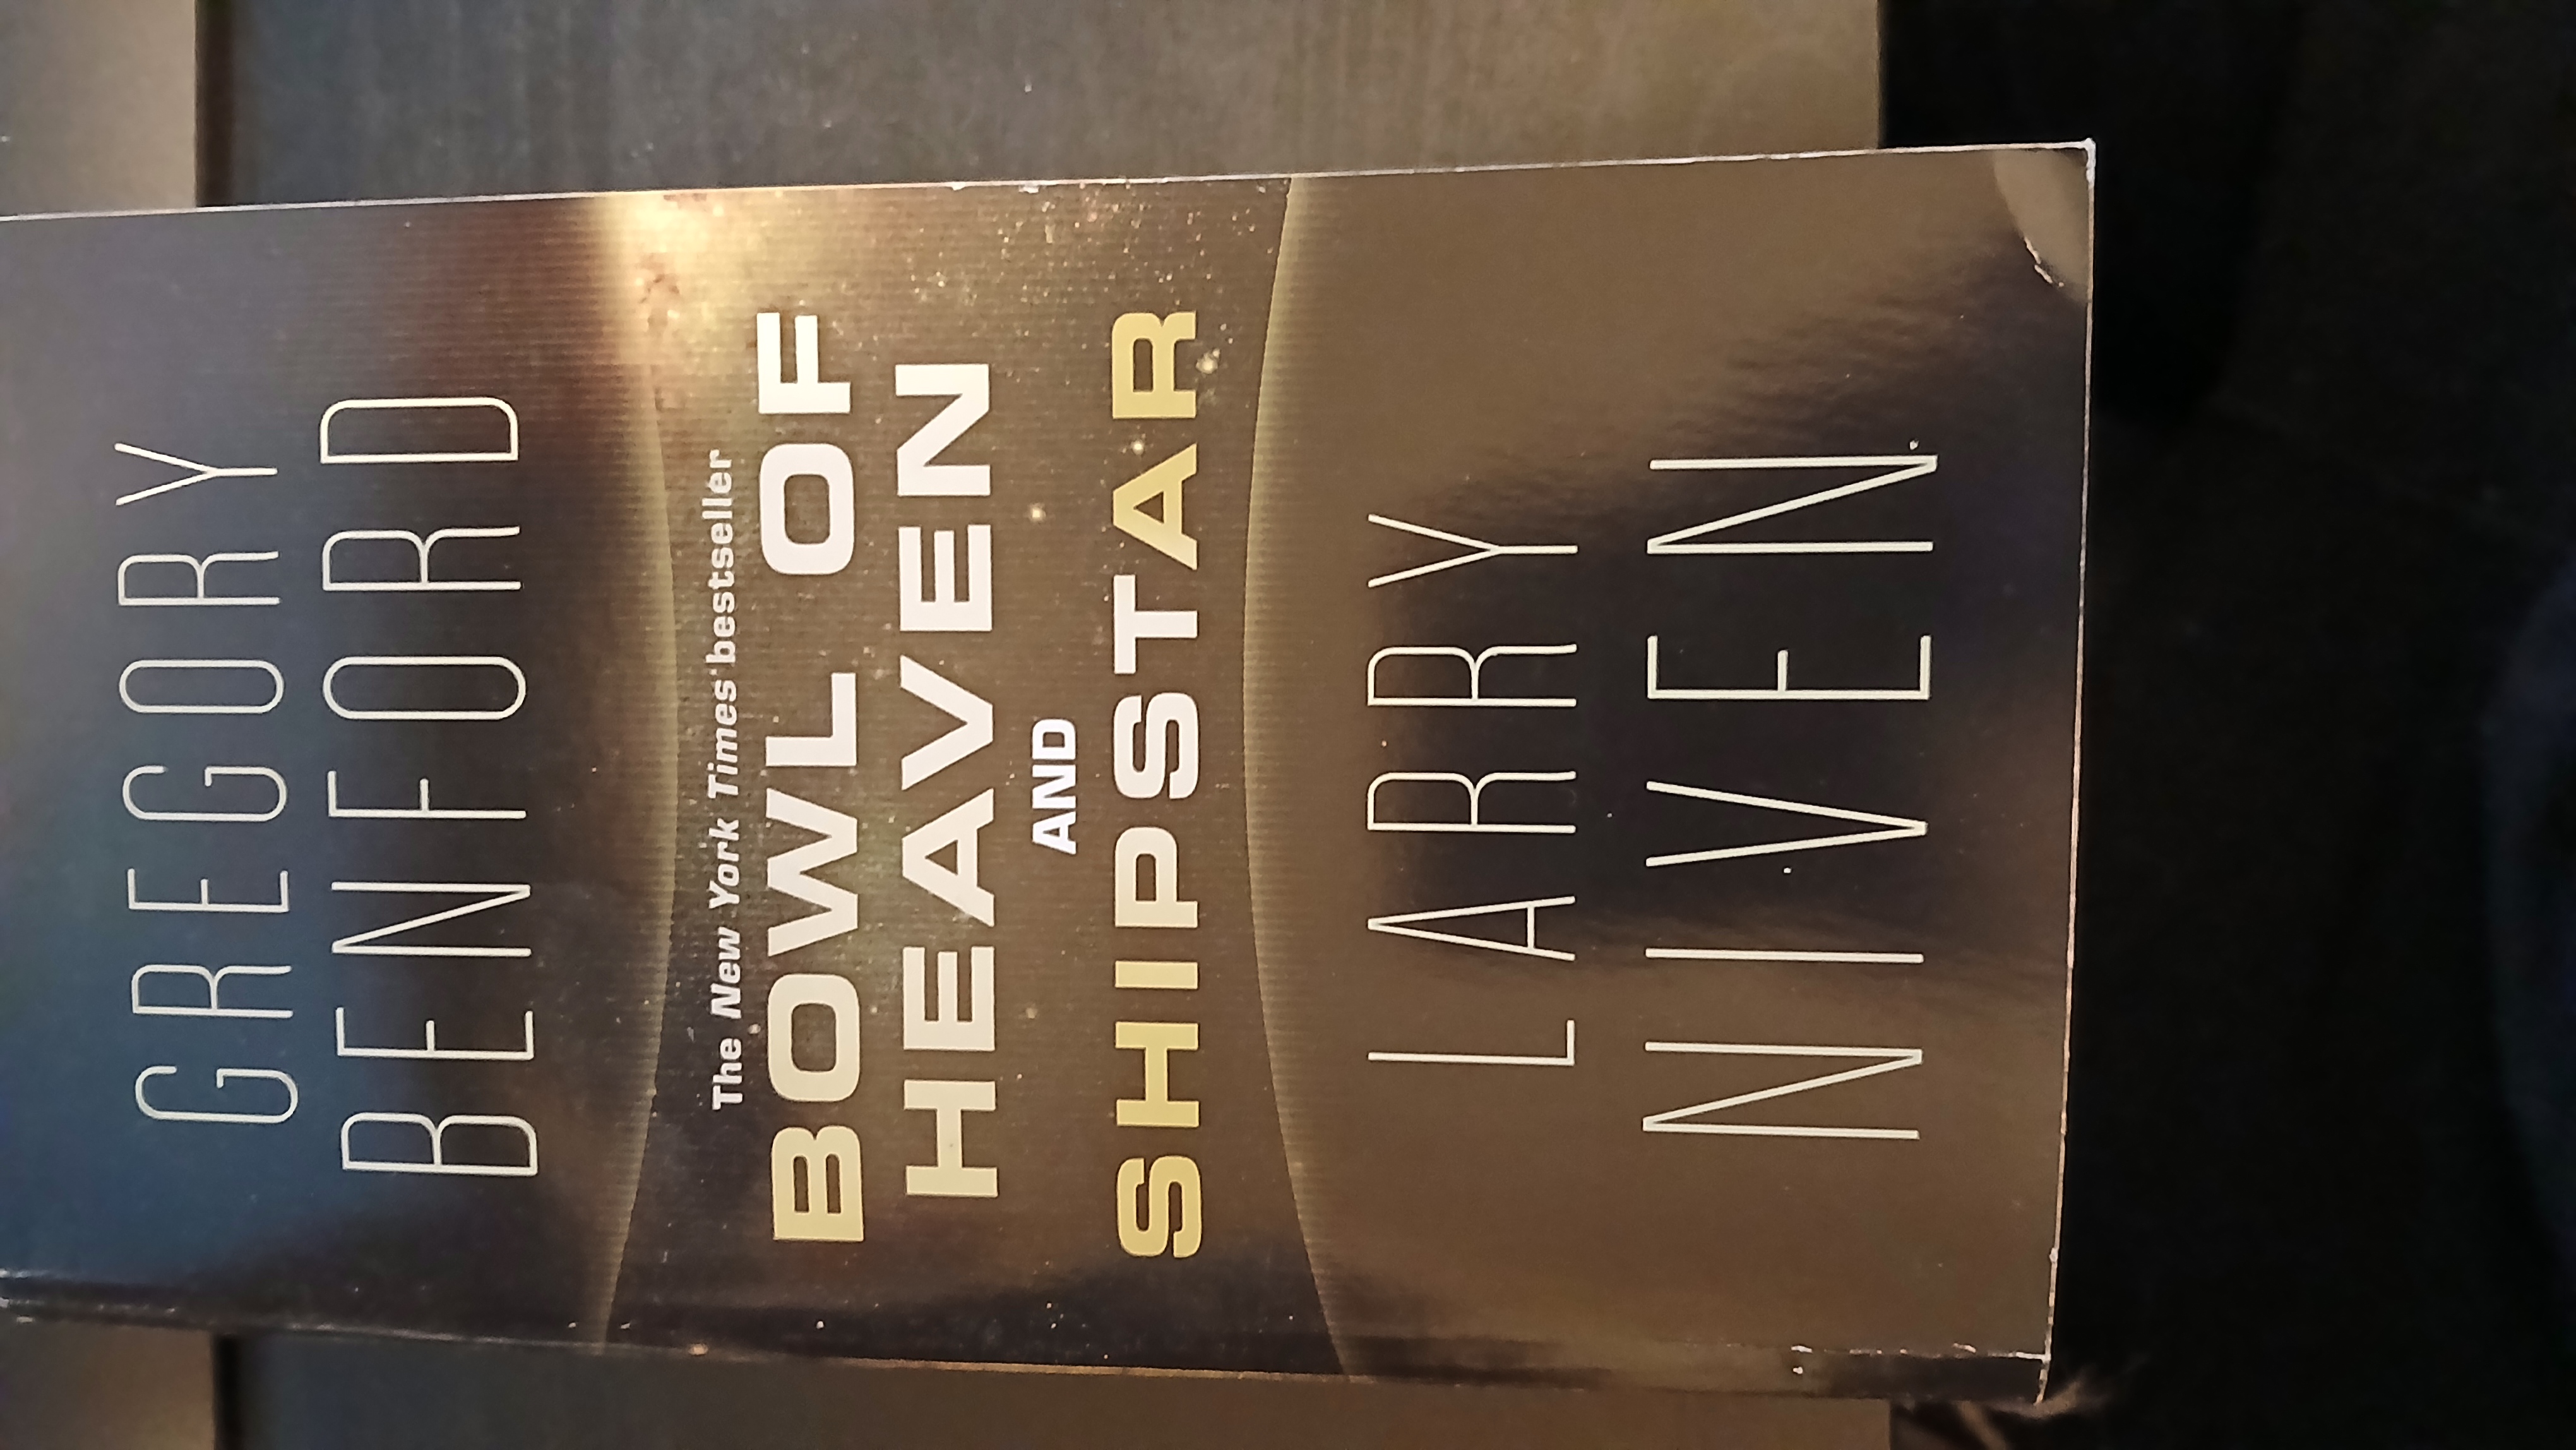 GREGORY
BENFORD
The New York Times bestseller
BOWL OF
HEAVEN
AND
SHIPSTAR
LARRY
NIVEN